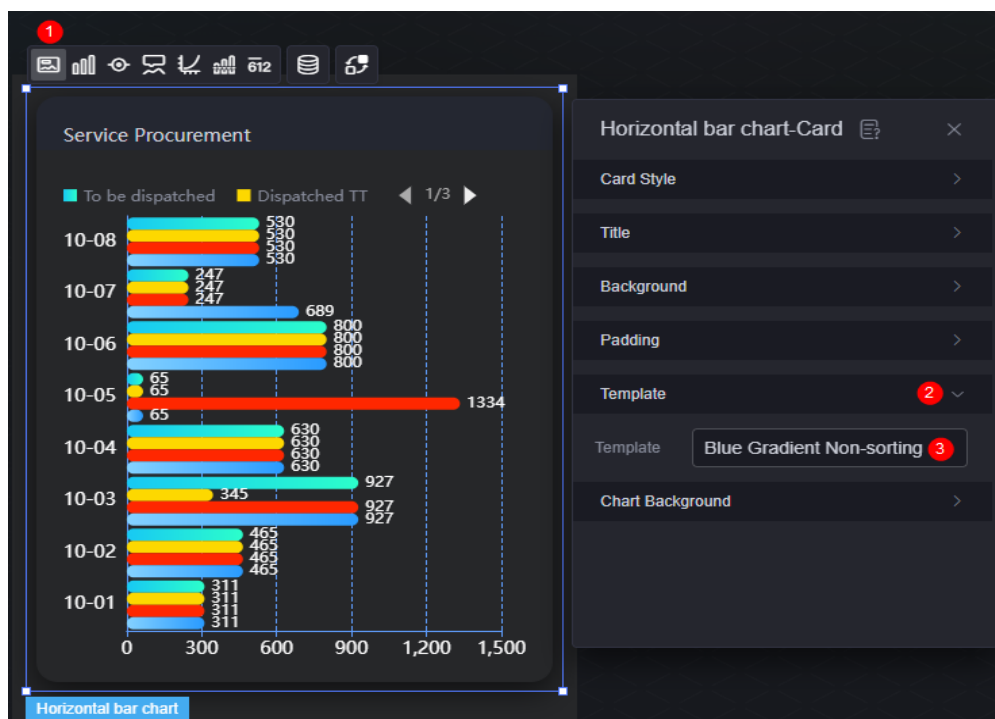 1
612
Service Procurement
To be dispatched Dispatched TT 1/3
10-08 530 530 530 530
10-07 247 247 247 689
10-06 800 800 800 800
10-05 65 65 1334 65
10-04 630 630 630 630
10-03 927 345 927 927
10-02 465 465 465 465
10-01 311 311 311 311
0 300 600 900 1,200 1,500
Horizontal bar chart
Horizontal bar chart-Card
Card Style
Title
Background
Padding
Template 2
Template Blue Gradient Non-sorting 3
Chart Background